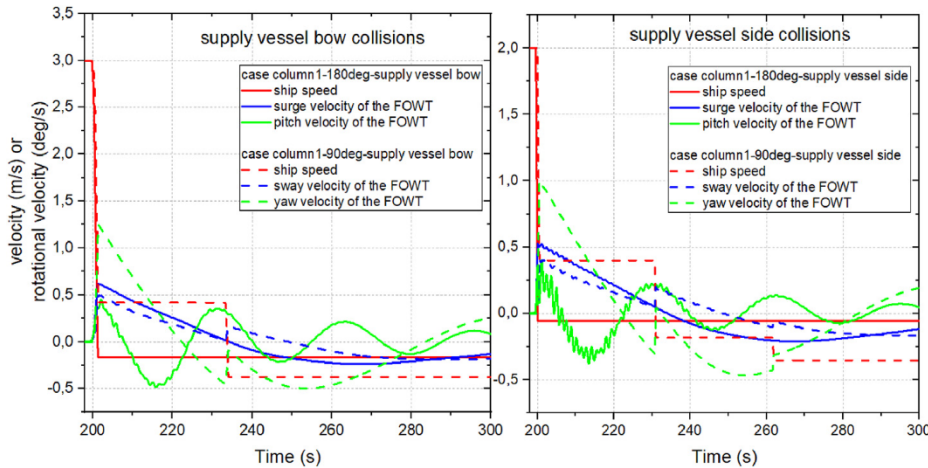 supply vessel bow collisions
case column1-180deg-supply vessel bow
ship speed
surge velocity of the FOWT
pitch velocity of the FOWT
case column1-90deg-supply vessel bow
ship speed
sway velocity of the FOWT
yaw velocity of the FOWT
velocity (m/s) or
rotational velocity (deg/s)
3,5
3,0
2,5
2,0
1,5
1,0
0,5
0,0
-0,5
200 220 240 260 280 300
Time (s)
supply vessel side collisions
case column1-180deg-supply vessel side
ship speed
surge velocity of the FOWT
pitch velocity of the FOWT
case column1-90deg-supply vessel side
ship speed
sway velocity of the FOWT
yaw velocity of the FOWT
2,0
1,5
1,0
0,5
0,0
-0,5
200 220 240 260 280 300
Time (s)